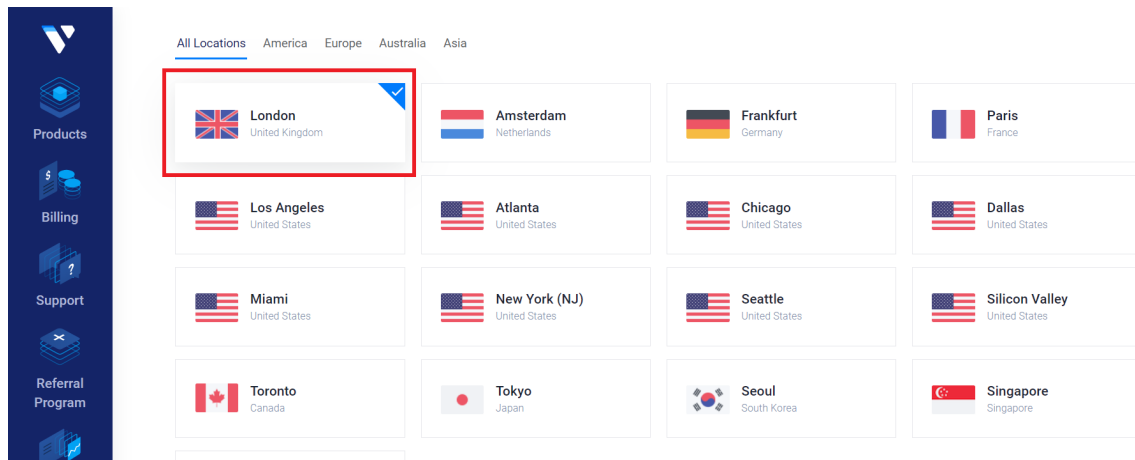 All Locations America Europe Australia Asia
London
United Kingdom
Amsterdam
Netherlands
Frankfurt
Germany
Paris
France
Los Angeles
United States
Atlanta
United States
Chicago
United States
Dallas
United States
Miami
United States
New York (NJ)
United States
Seattle
United States
Silicon Valley
United States
Toronto
Canada
Tokyo
Japan
Seoul
South Korea
Singapore
Singapore
Products
Billing
Support
Referral
Program